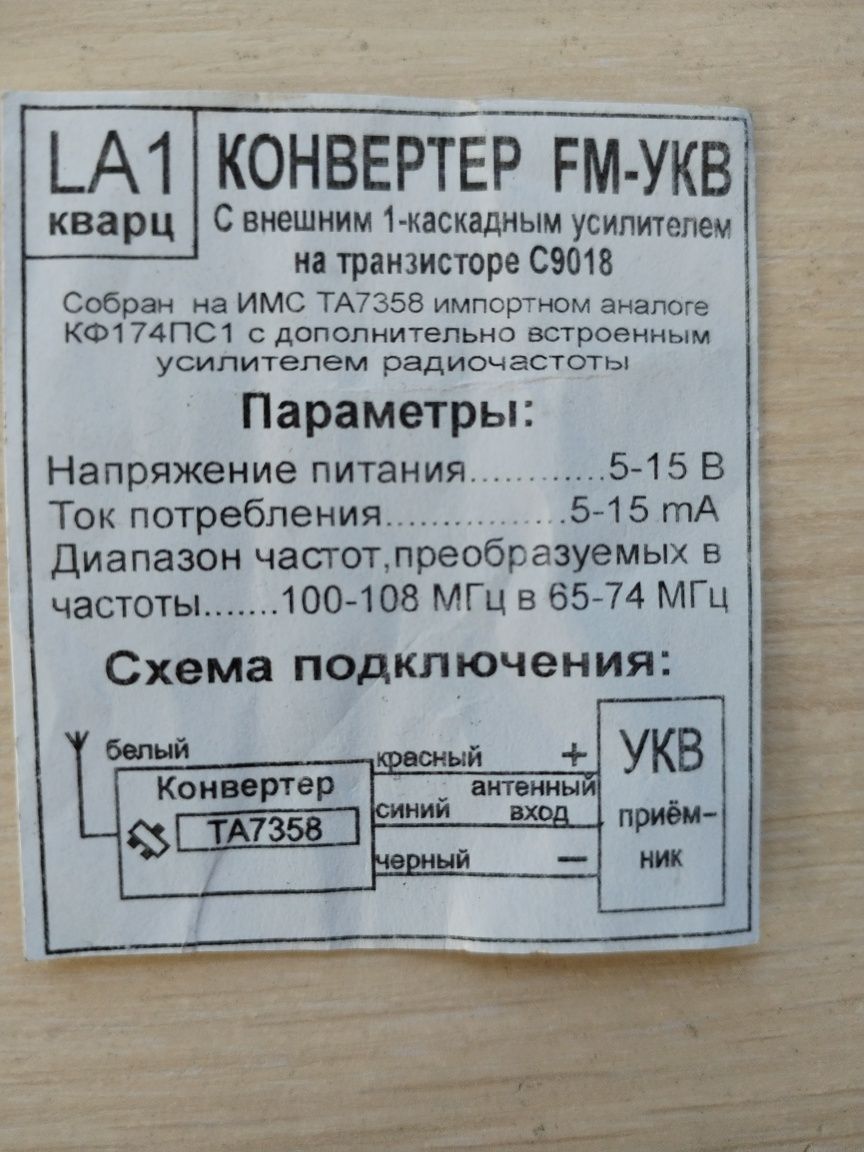 LA1
кварц
КОНВЕРТЕР FM-УКВ
С внешним 1-каскадным усилителем
на транзисторе С9018
Собран на ИМС ТА7358 импортном аналоге
КФ174ПС1 с дополнительно встроенным
усилителем радиочастоты
Параметры:
Напряжение питания............5-15 В
Ток потребления................5-15 mA
Диапазон частот,преобразуемых в
частоты.......100-108 МГц в 65-74 МГц
Схема подключения:
белый
Конвертер
ТА7358
красный +
антенный
синий вход
черный —
УКВ
приём-
ник